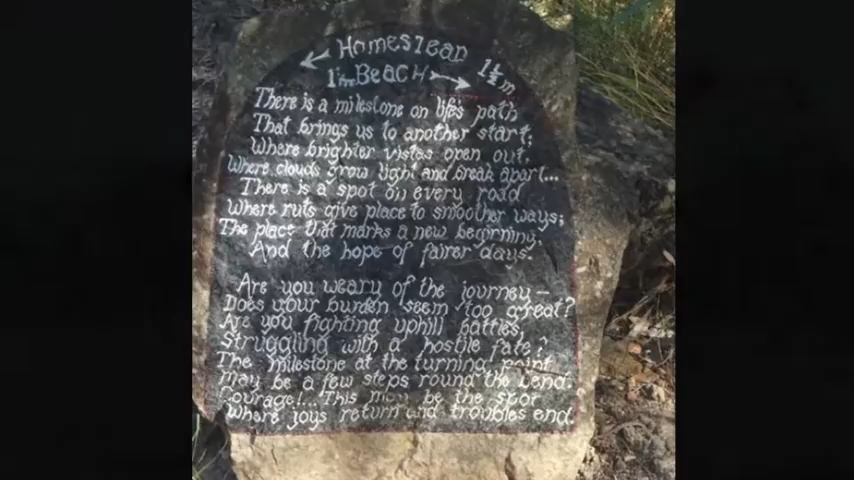 ← Homestead
1½m Beach → 1½m
There is a milestone on life's path
That brings us to another start;
Where brighter vistas open out,
Where clouds grow light and break apart...
There is a spot on every road
Where ruts give place to smoother ways;
The place that marks a new beginning,
And the hope of fairer days.
Are you weary of the journey –
Does your burden seem too great?
Are you fighting uphill battles,
Struggling with a hostile fate?
The milestone at the turning point
May be a few steps round the bend.
Courage!... This may be the spot
Where joys return and troubles end.